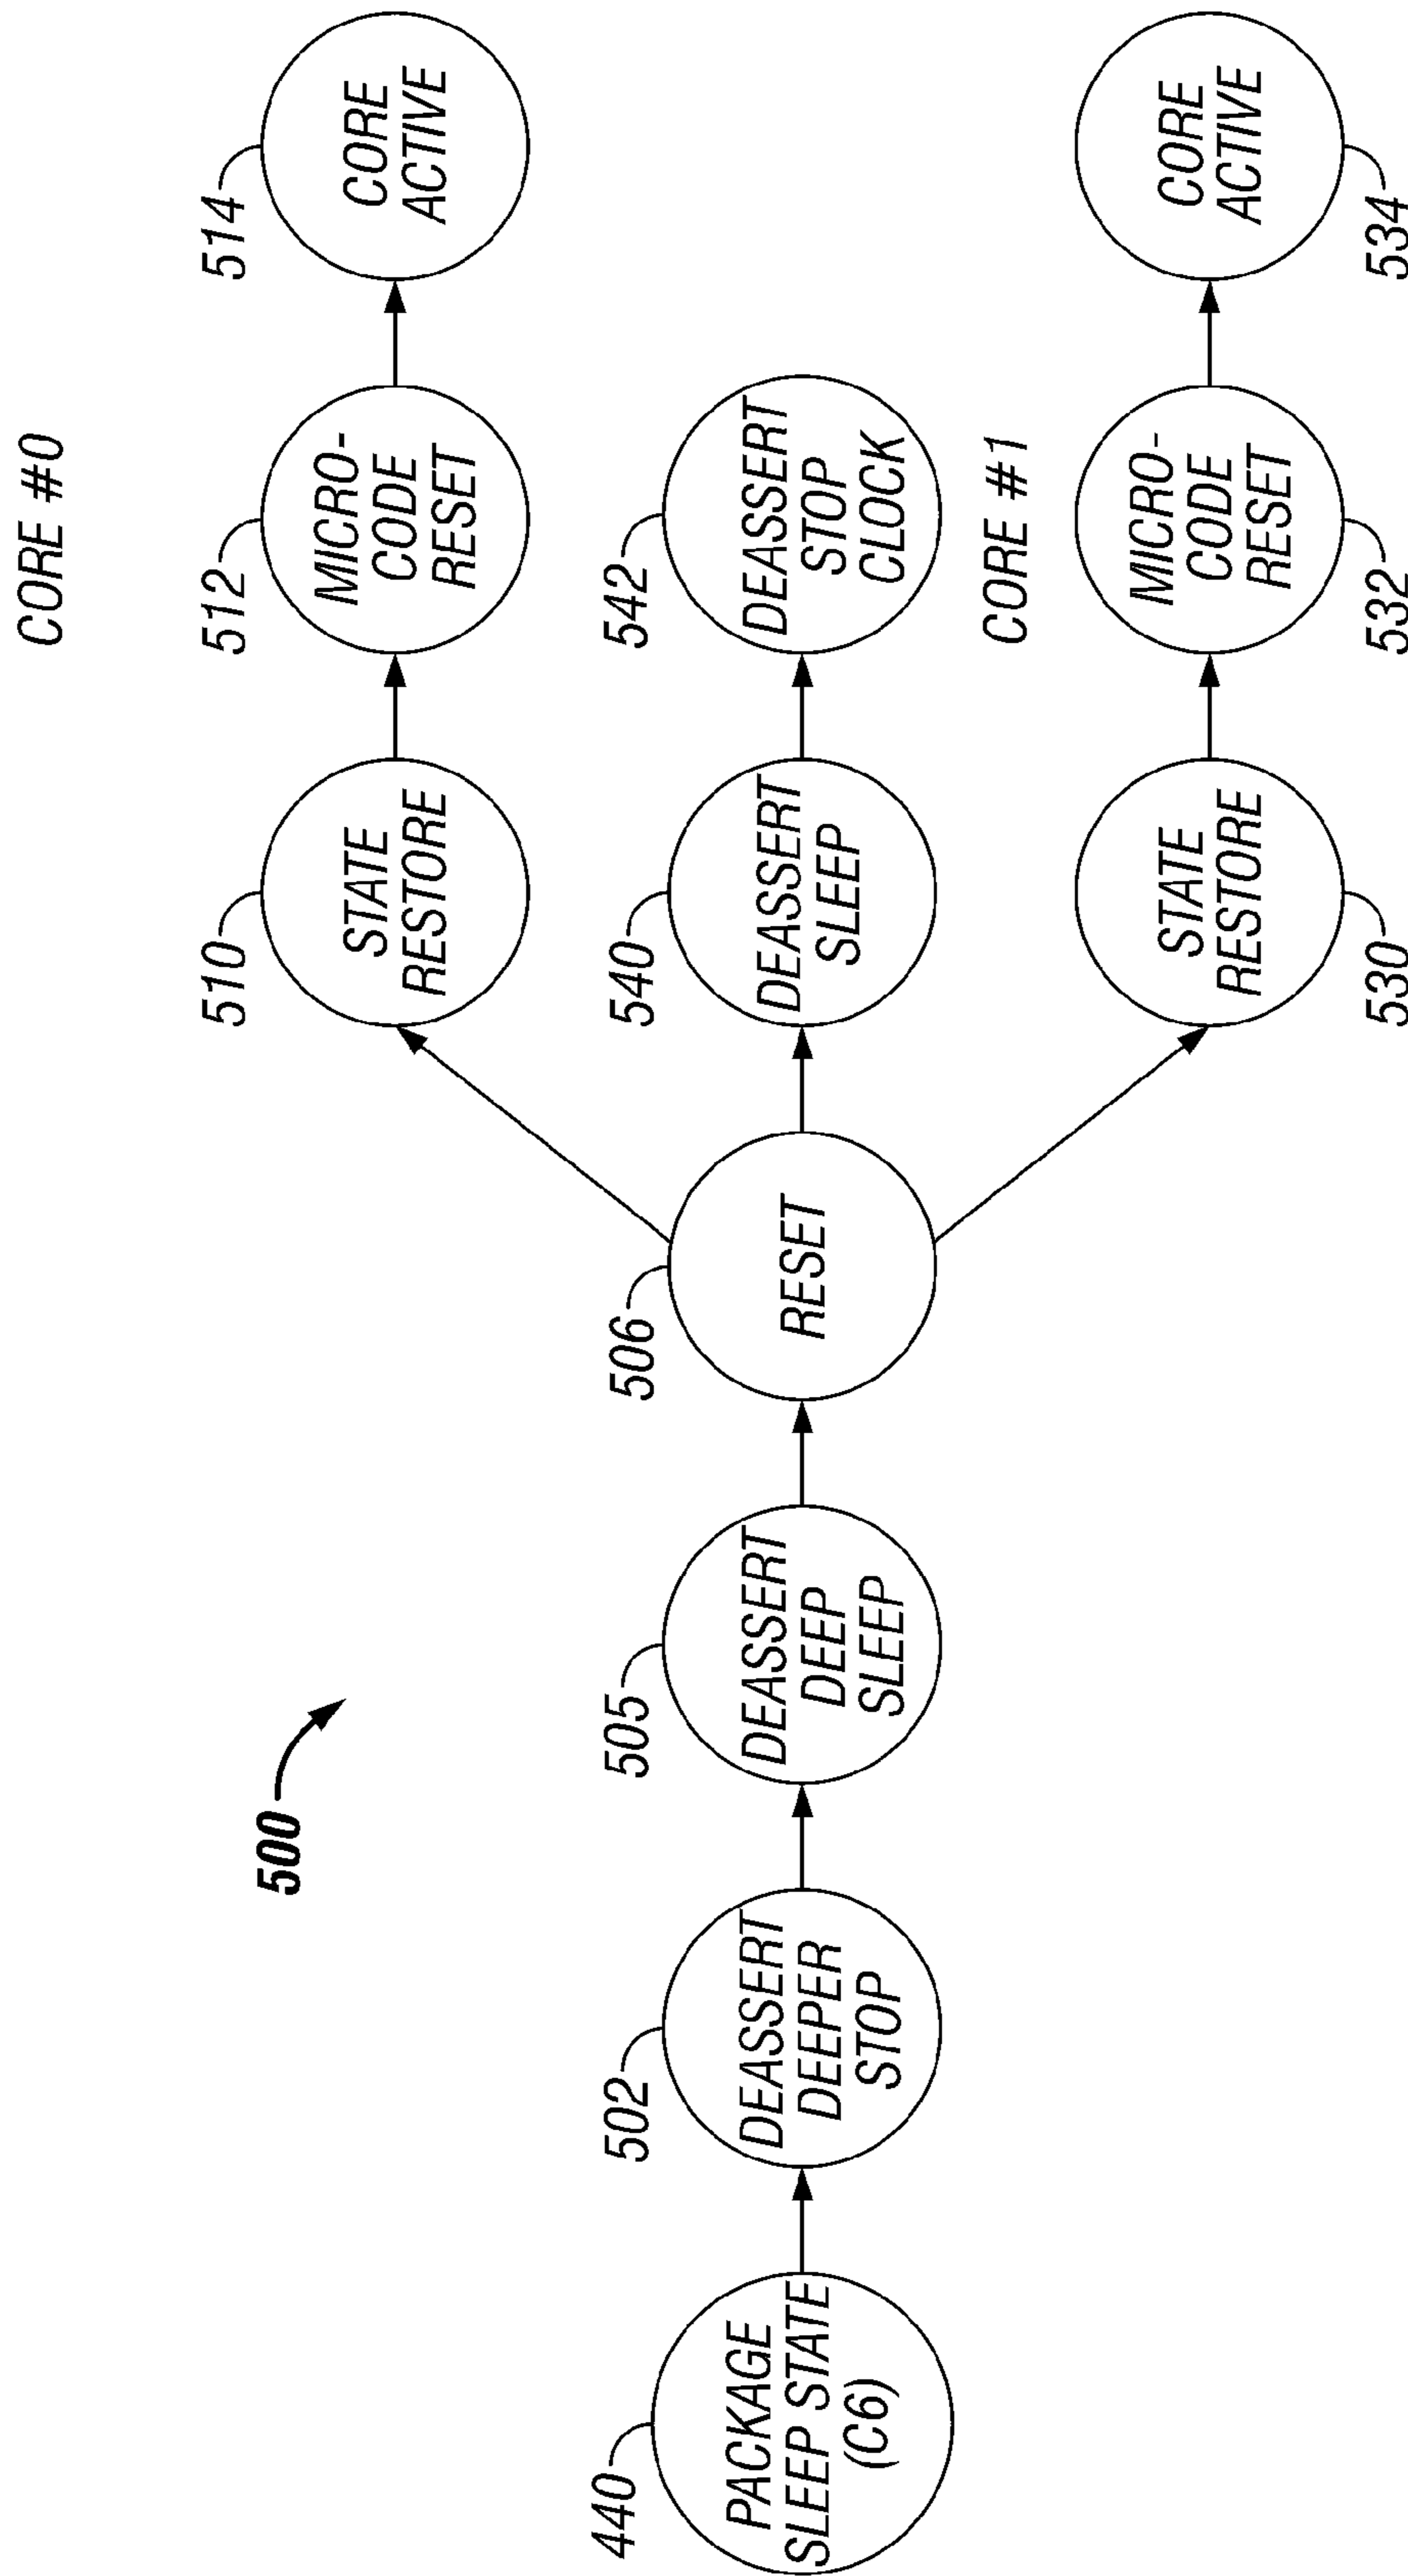 500
CORE #0
440
PACKAGE
SLEEP STATE
(C6)
502
DEASSERT
DEEPER
STOP
505
DEASSERT
DEEP
SLEEP
506
RESET
510
STATE
RESTORE
512
MICRO-
CODE
RESET
514
CORE
ACTIVE
540
DEASSERT
SLEEP
542
DEASSERT
STOP
CLOCK
CORE #1
530
STATE
RESTORE
532
MICRO-
CODE
RESET
534
CORE
ACTIVE